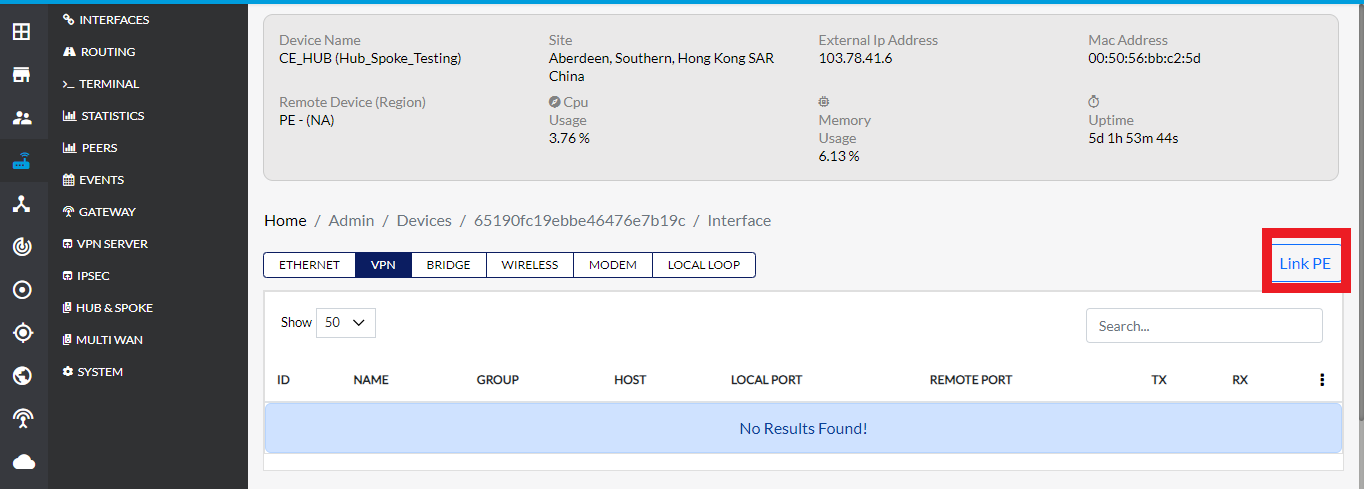 INTERFACES
ROUTING
TERMINAL
STATISTICS
PEERS
EVENTS
GATEWAY
VPN SERVER
IPSEC
HUB & SPOKE
MULTI WAN
SYSTEM
Device Name
CE_HUB (Hub_Spoke_Testing)
Site
Aberdeen, Southern, Hong Kong SAR
China
External Ip Address
103.78.41.6
Mac Address
00:50:56:bb:c2:5d
Remote Device (Region)
PE - (NA)
Cpu
Usage
3.76 %
Memory
Usage
6.13 %
Uptime
5d 1h 53m 44s
Home / Admin / Devices / 65190fc19ebbe46476e7b19c / Interface
ETHERNET VPN BRIDGE WIRELESS MODEM LOCAL LOOP
Link PE
Show 50
Search...
ID NAME GROUP HOST LOCAL PORT REMOTE PORT TX RX
No Results Found!